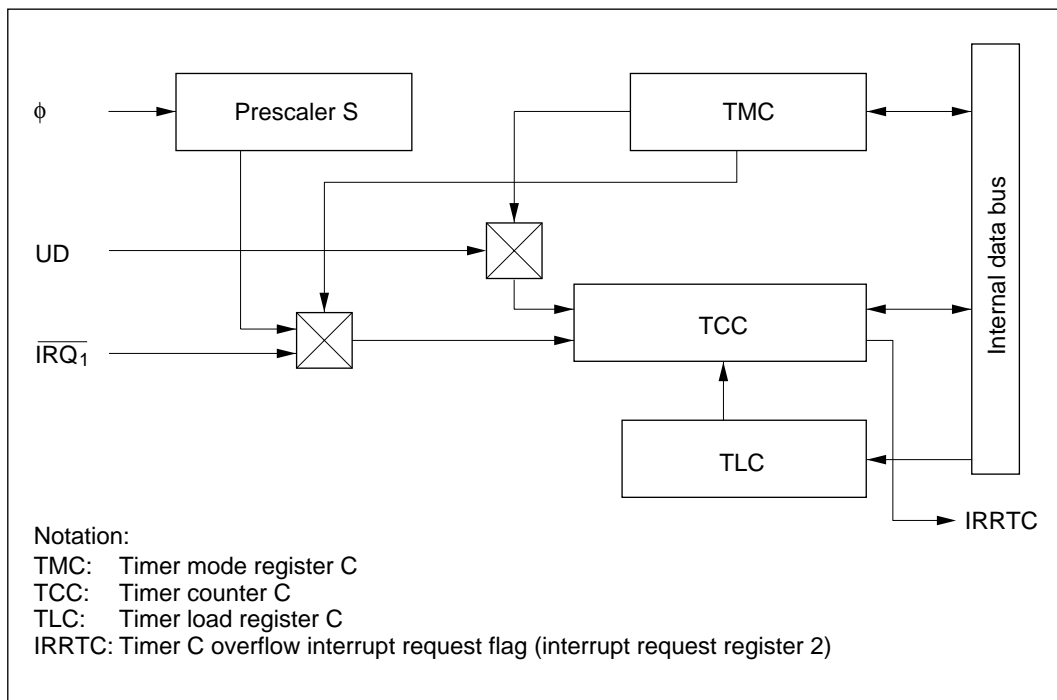 φ
Prescaler S
TMC
UD
TCC
Internal data bus
I̅R̅Q̅₁̅
TLC
IRRTC
Notation:
TMC: Timer mode register C
TCC: Timer counter C
TLC: Timer load register C
IRRTC: Timer C overflow interrupt request flag (interrupt request register 2)